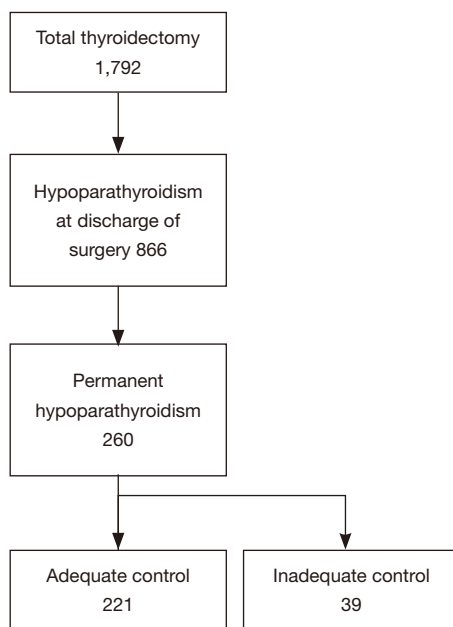 Total thyroidectomy
1,792
Hypoparathyroidism
at discharge of
surgery 866
Permanent
hypoparathyroidism
260
Adequate control
221
Inadequate control
39